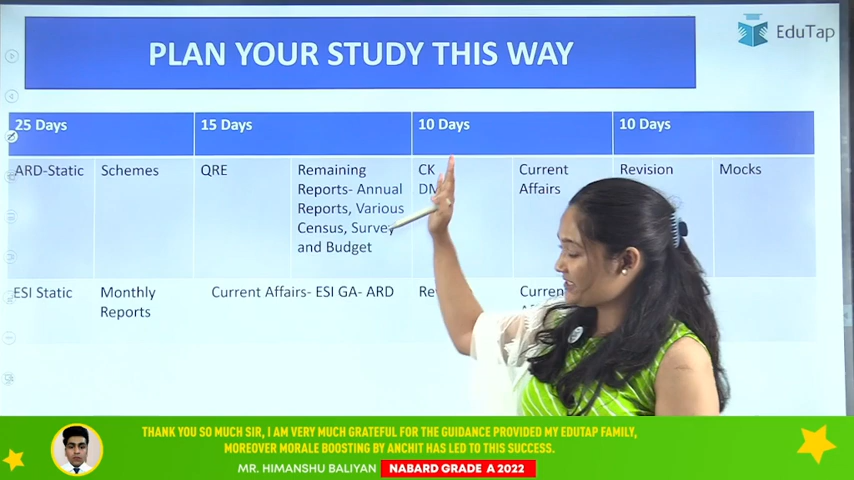 PLAN YOUR STUDY THIS WAY
EduTap
25 Days
15 Days
10 Days
10 Days
ARD-Static
Schemes
QRE
Remaining
Reports- Annual
Reports, Various
Census, Survey
and Budget
CK
Current
Affairs
Revision
Mocks
ESI Static
Monthly
Reports
Current Affairs- ESI GA- ARD
THANK YOU SO MUCH SIR, I AM VERY MUCH GRATEFUL FOR THE GUIDANCE PROVIDED MY EDUTAP FAMILY,
MOREOVER MORALE BOOSTING BY ANCHIT HAS LED TO THIS SUCCESS.
MR. HIMANSHU BALIYAN NABARD GRADE A 2022